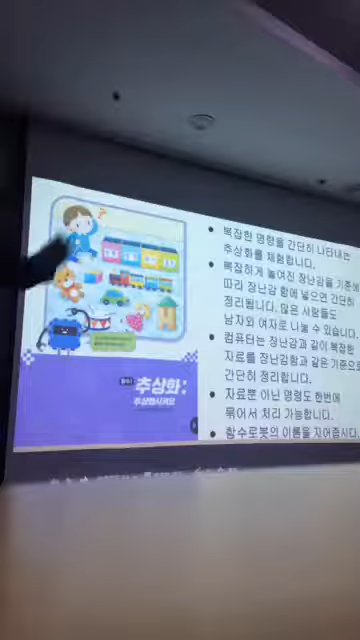 추상화:
추상화시켜요
• 복잡한 명령을 간단히 나타내는
추상화를 체험합니다.
• 복잡하게 놓여진 장난감을 기준에
따라 장난감 함에 넣으면 간단히
정리됩니다. 많은 사람들도
남자와 여자로 나눌 수 있습니다.
• 컴퓨터는 장난감과 같이 복잡한
자료를 장난감함과 같은 기준으로
간단히 정리합니다.
• 자료뿐 아닌 명령도 한번에
묶어서 처리 가능합니다.
• 함수로봇의 이름을 지어줍시다.